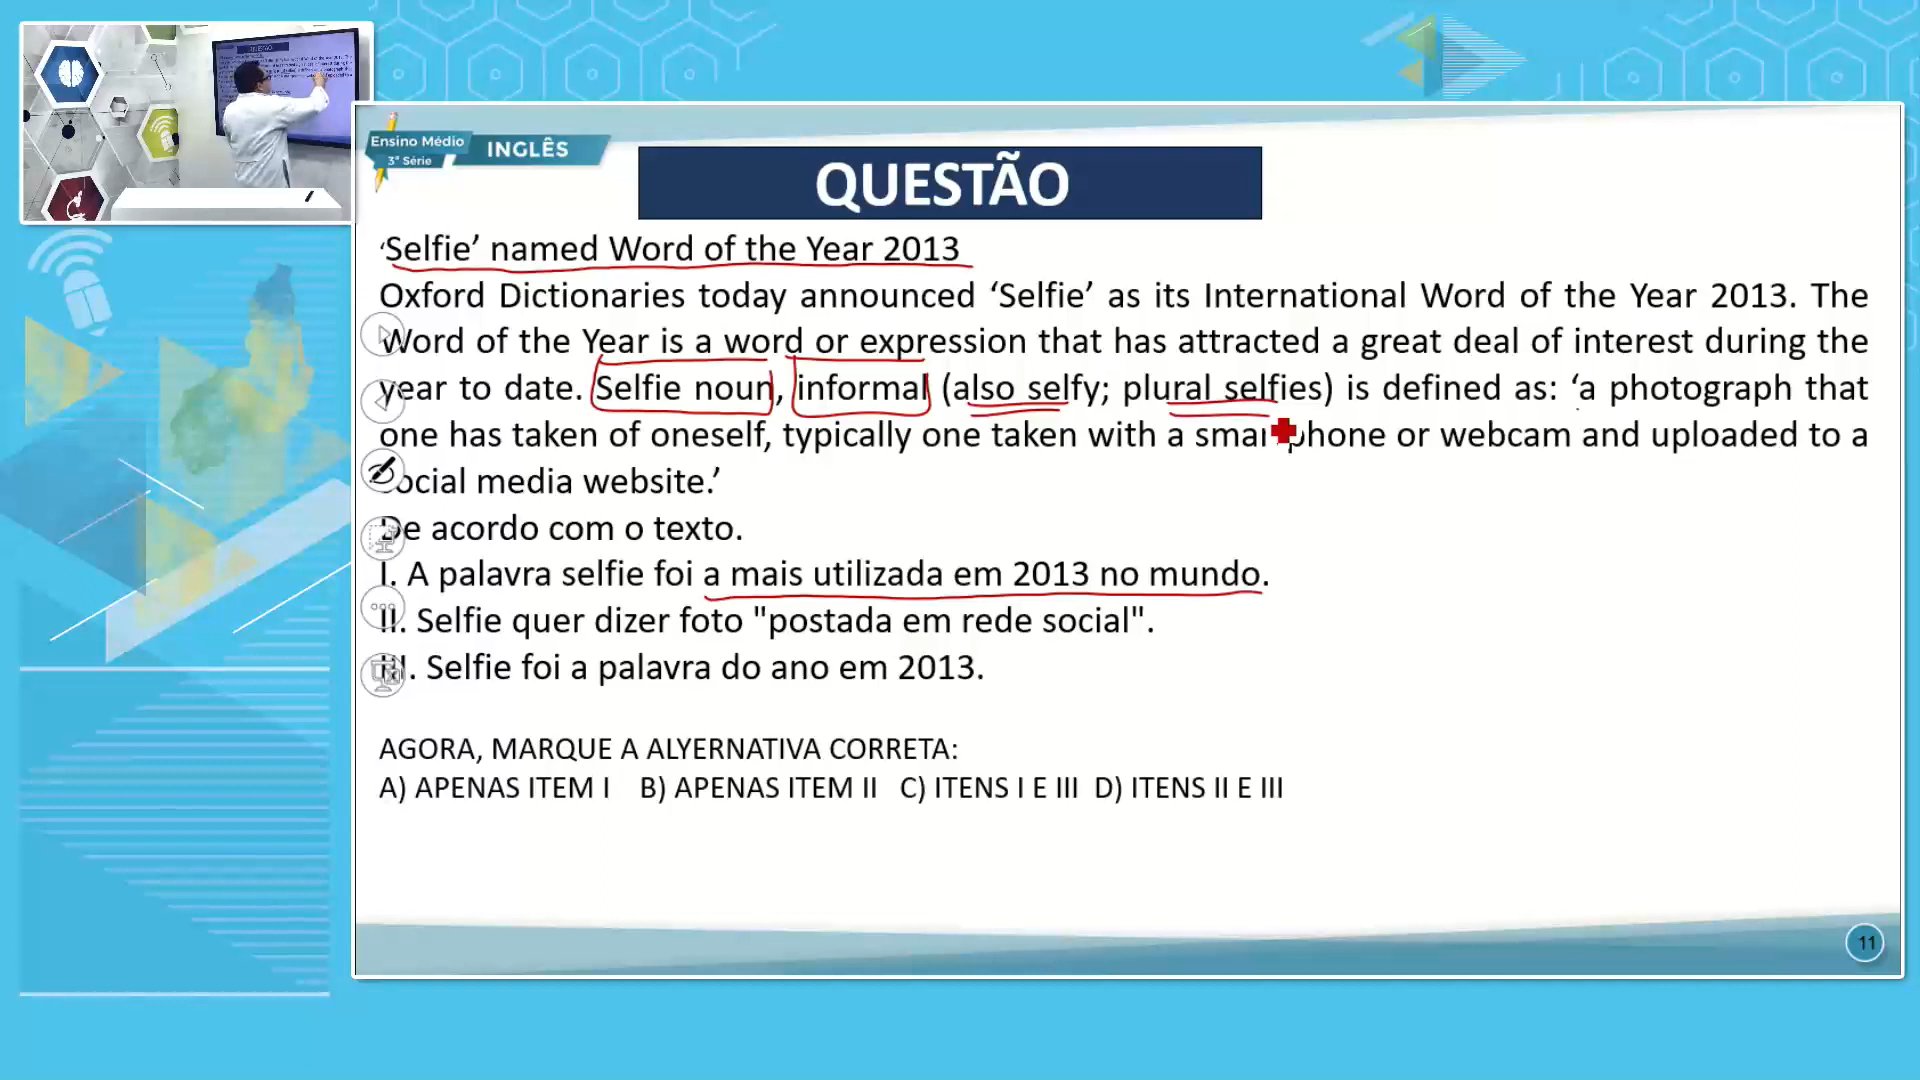 QUESTÃO
Ensino Médio
3ª Série
INGLÊS
QUESTÃO
‘Selfie’ named Word of the Year 2013
Oxford Dictionaries today announced ‘Selfie’ as its International Word of the Year 2013. The
Word of the Year is a word or expression that has attracted a great deal of interest during the
year to date. Selfie noun, informal (also selfy; plural selfies) is defined as: ‘a photograph that
one has taken of oneself, typically one taken with a smartphone or webcam and uploaded to a
social media website.’
De acordo com o texto.
I. A palavra selfie foi a mais utilizada em 2013 no mundo.
II. Selfie quer dizer foto "postada em rede social".
III. Selfie foi a palavra do ano em 2013.
AGORA, MARQUE A ALYERNATIVA CORRETA:
A) APENAS ITEM I B) APENAS ITEM II C) ITENS I E III D) ITENS II E III
11